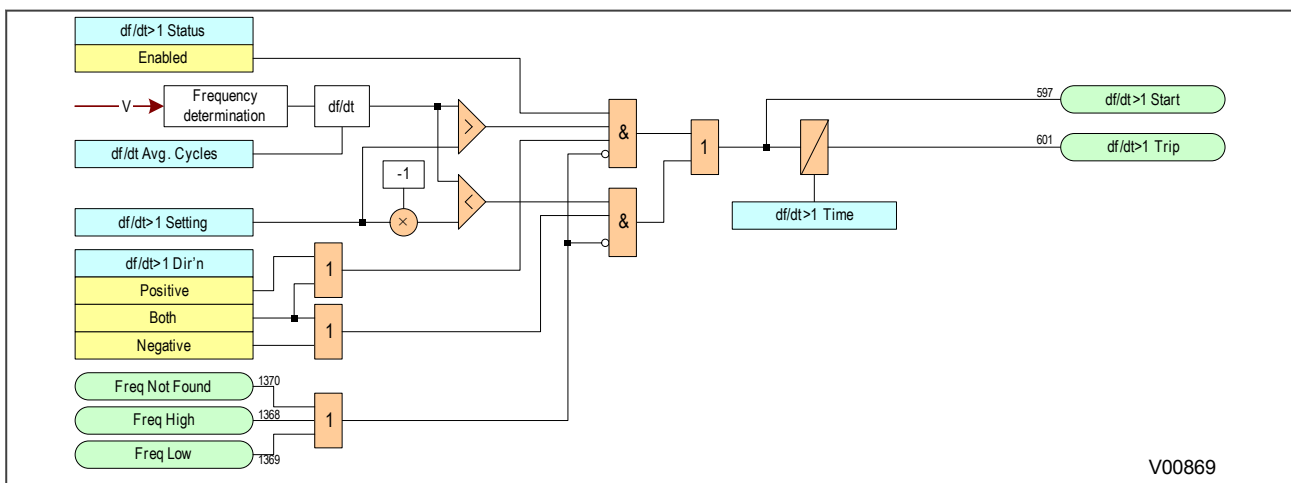 df/dt>1 Status
Enabled
V
Frequency
determination
df/dt
df/dt Avg. Cycles
-1
df/dt>1 Setting
×
>
<
&
&
1
597
df/dt>1 Start
601
df/dt>1 Trip
df/dt>1 Time
df/dt>1 Dir'n
Positive
Both
Negative
1
1
Freq Not Found
1370
Freq High
1368
Freq Low
1369
1
V00869